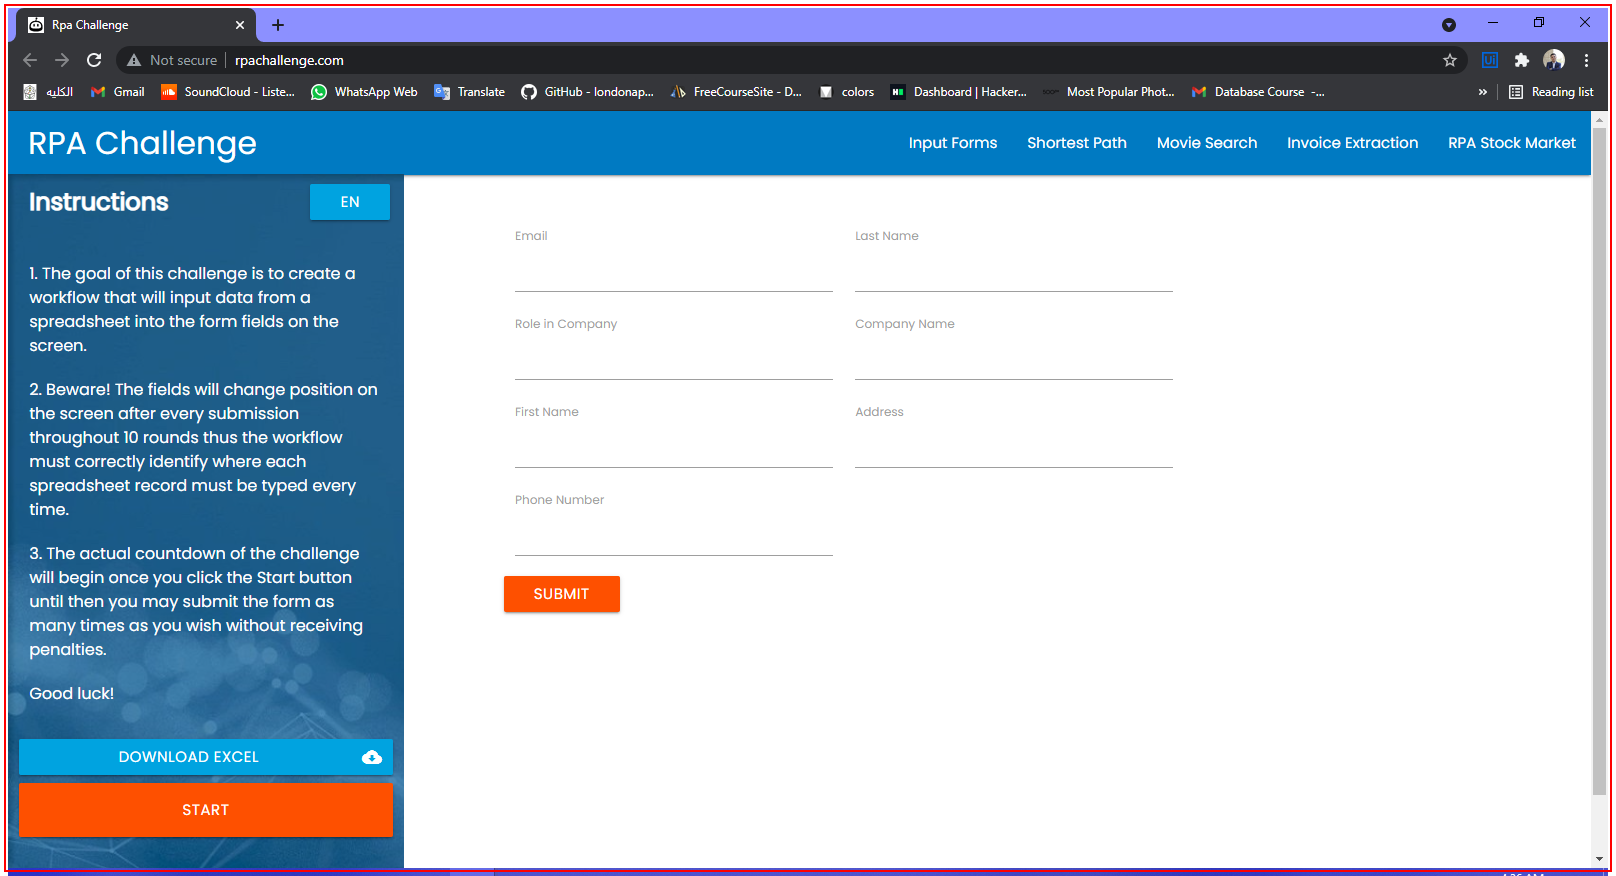 Rpa Challenge
Not secure | rpachallenge.com
الكليه
Gmail
SoundCloud - Liste...
WhatsApp Web
Translate
GitHub - londonap...
FreeCourseSite - D...
colors
Dashboard | Hacker...
Most Popular Phot...
Database Course -...
»
Reading list
RPA Challenge
Input Forms
Shortest Path
Movie Search
Invoice Extraction
RPA Stock Market
Instructions
EN
1. The goal of this challenge is to create a
workflow that will input data from a
spreadsheet into the form fields on the
screen.
2. Beware! The fields will change position on
the screen after every submission
throughout 10 rounds thus the workflow
must correctly identify where each
spreadsheet record must be typed every
time.
3. The actual countdown of the challenge
will begin once you click the Start button
until then you may submit the form as
many times as you wish without receiving
penalties.
Good luck!
DOWNLOAD EXCEL
START
Email
Last Name
Role in Company
Company Name
First Name
Address
Phone Number
SUBMIT